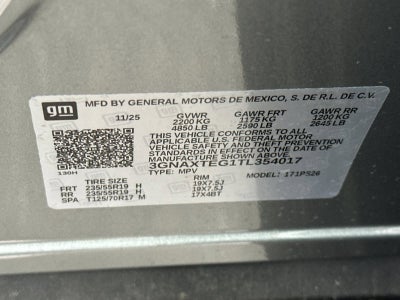 gm
MFD BY GENERAL MOTORS DE MEXICO, S. DE R.L. DE C.V.
11/25 GVWR GAWR FRT GAWR RR
2200 KG 1175 KG 1200 KG
4850 LB 2590 LB 2645 LB
THIS VEHICLE CONFORMS TO ALL
APPLICABLE U.S. FEDERAL MOTOR
VEHICLE SAFETY AND THEFT
PREVENTION STANDARDS IN EFFECT
ON THE DATE OF MANUFACTURE
SHOWN ABOVE.
3GNAXTEG1TL354017
130H TYPE: MPV MODEL: 171PS26
TIRE SIZE RIM
FRT 235/55R19 H 19X7.5J
RR 235/55R19 H 19X7.5J
SPA T125/70R17 M 17X4BT